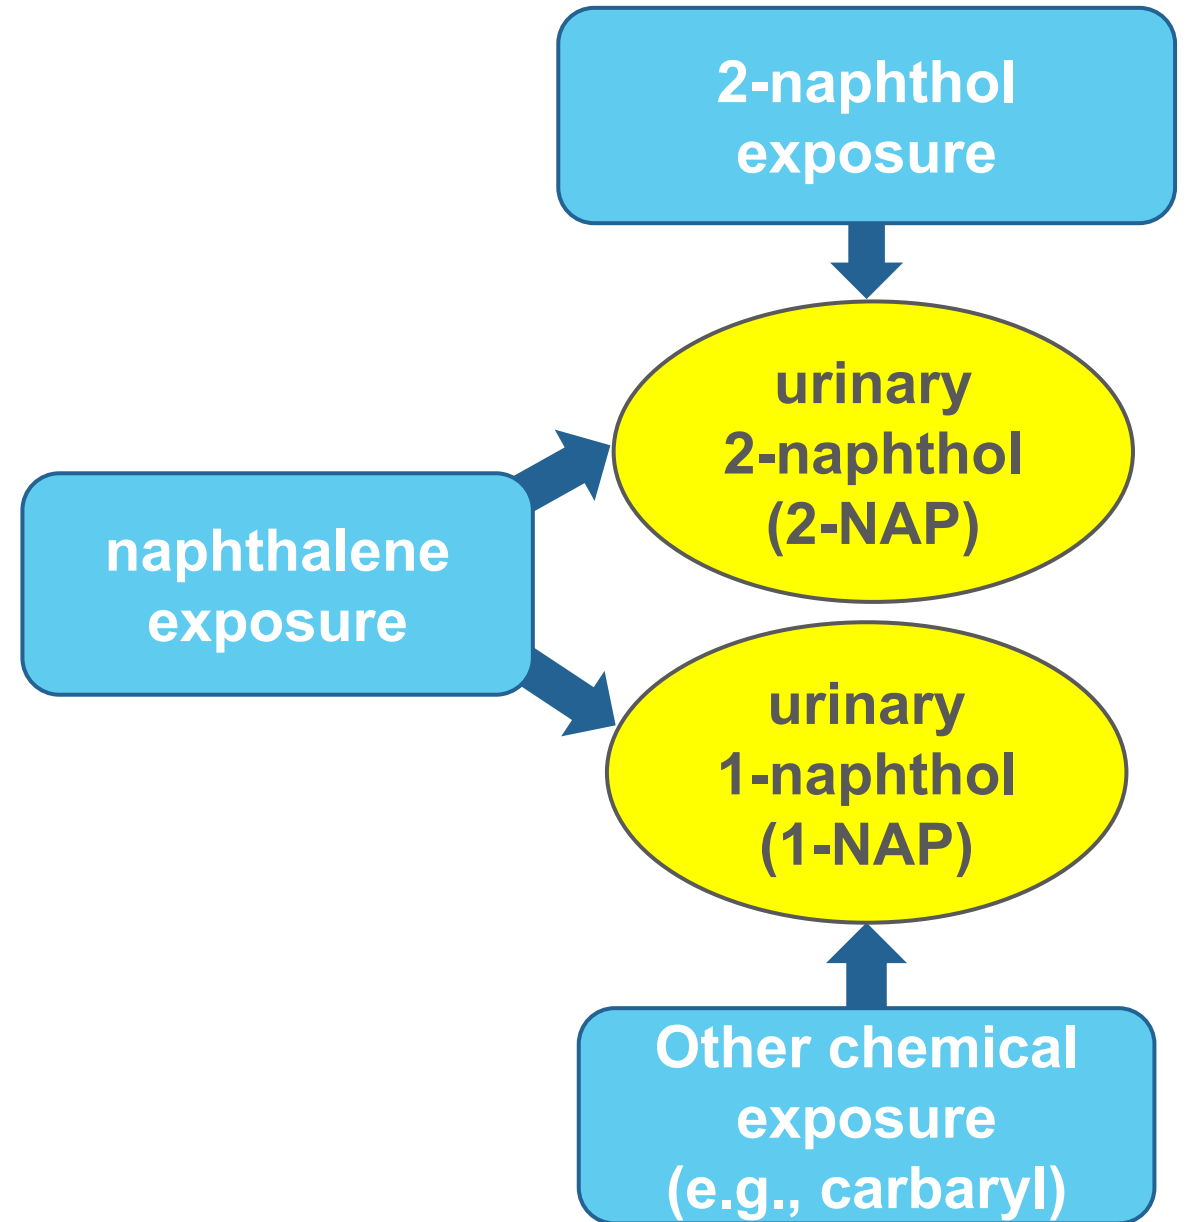 2-naphthol
exposure
urinary
2-naphthol
(2-NAP)
naphthalene
exposure
urinary
1-naphthol
(1-NAP)
Other chemical
exposure
(e.g., carbaryl)